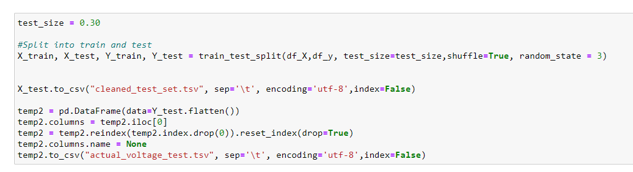 test_size = 0.30
#Split into train and test
X_train, X_test, Y_train, Y_test = train_test_split(df_X,df_y, test_size=test_size,shuffle=True, random_state = 3)
X_test.to_csv("cleaned_test_set.tsv", sep='\t', encoding='utf-8',index=False)
temp2 = pd.DataFrame(data=Y_test.flatten())
temp2.columns = temp2.iloc[0]
temp2 = temp2.reindex(temp2.index.drop(0)).reset_index(drop=True)
temp2.columns.name = None
temp2.to_csv("actual_voltage_test.tsv", sep='\t', encoding='utf-8',index=False)